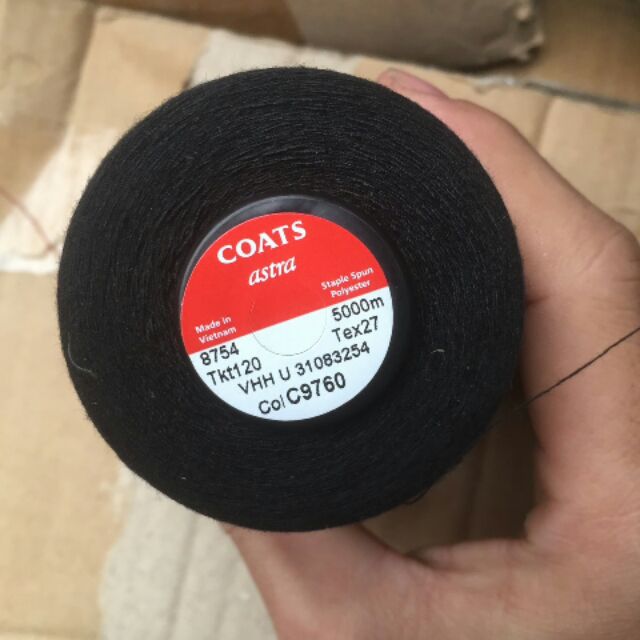 COATS
astra
Made in
Vietnam
Staple Spun
Polyester
8754
5000m
Tkt120
Tex27
VHH U 31083254
Col C9760